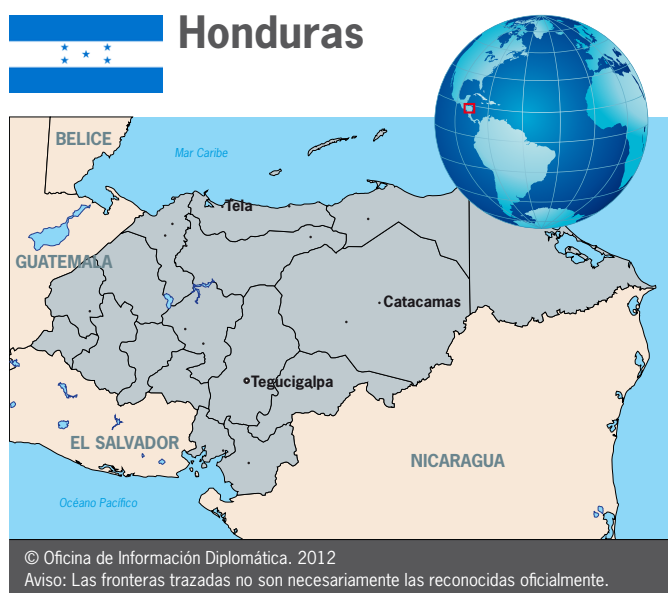 Honduras
BELICE
Mar Caribe
Tela
GUATEMALA
Catacamas
Tegucigalpa
EL SALVADOR
NICARAGUA
Océano Pacífico
© Oficina de Información Diplomática. 2012
Aviso: Las fronteras trazadas no son necesariamente las reconocidas oficialmente.